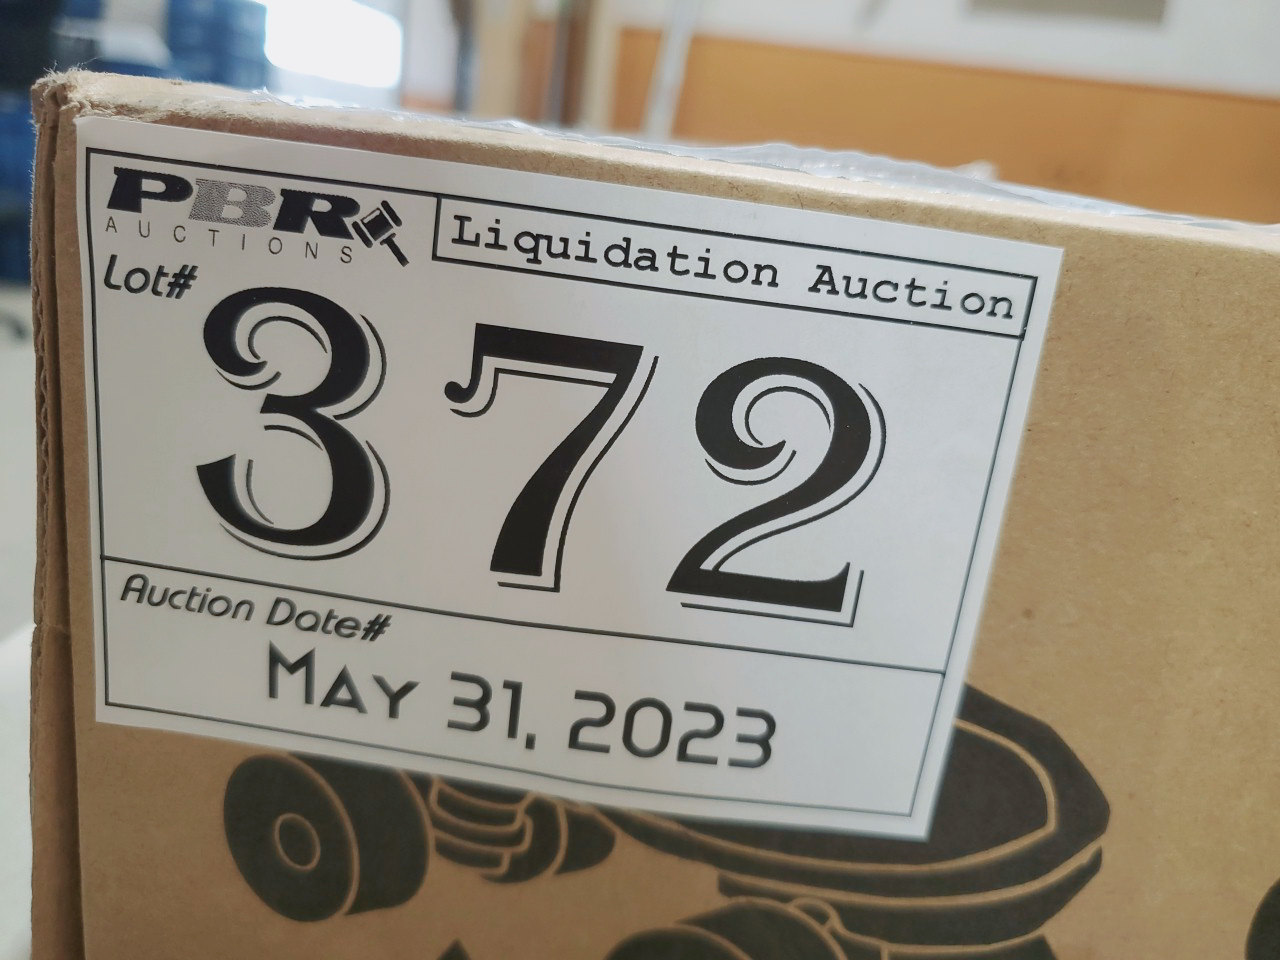 PBR
AUCTIONS
Liquidation Auction
Lot#
372
Auction Date#
May 31, 2023